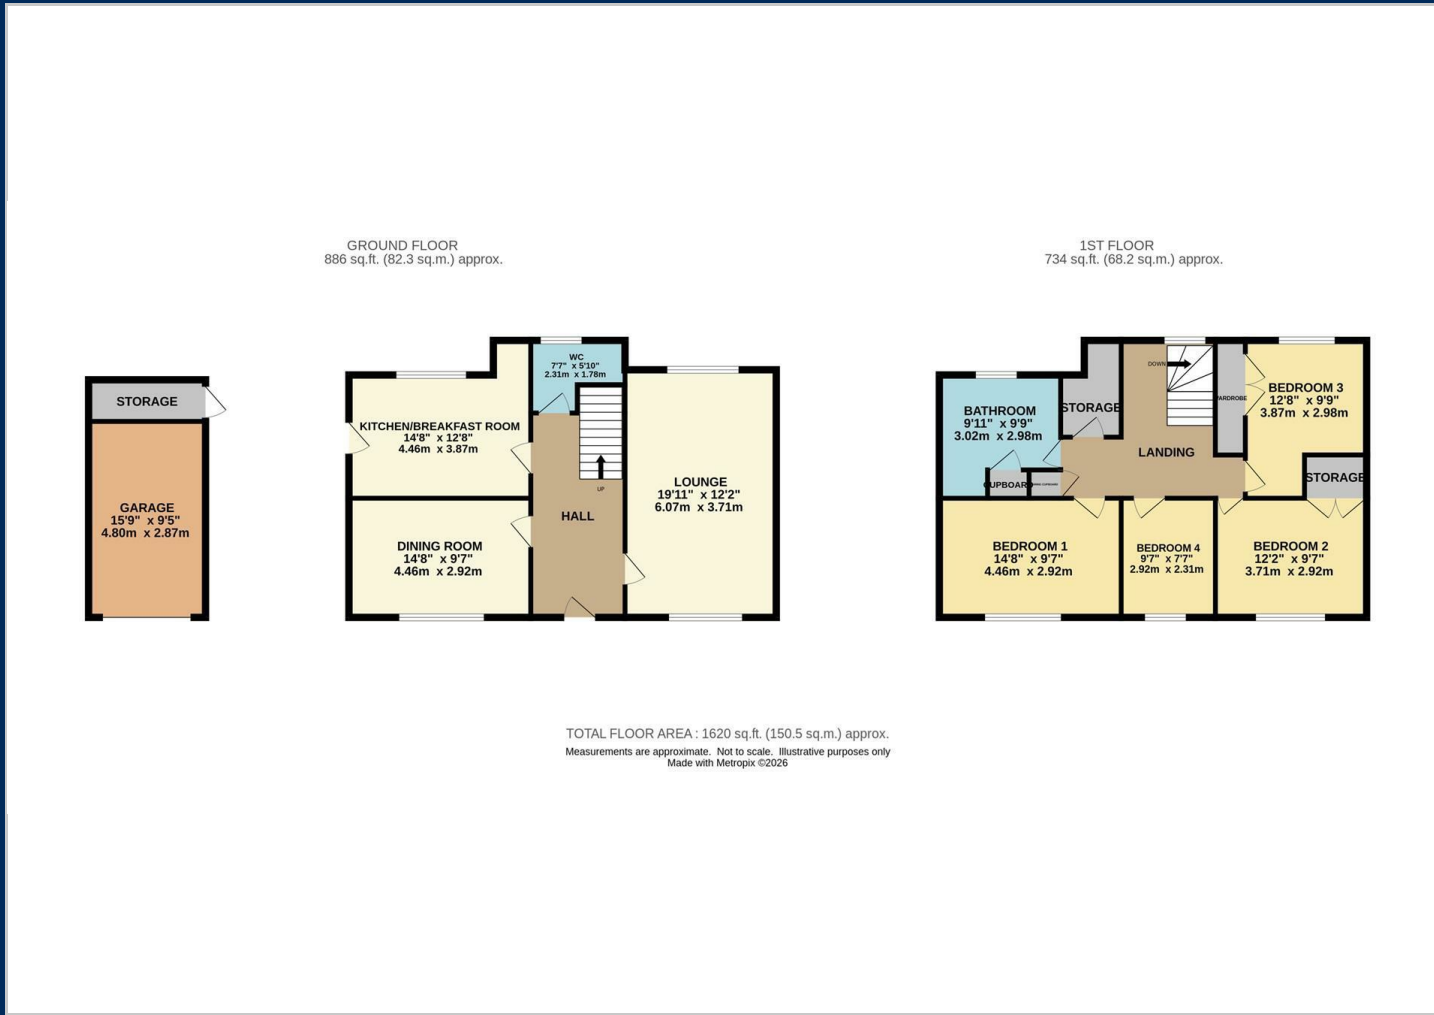 GROUND FLOOR
886 sq.ft. (82.3 sq.m.) approx.
1ST FLOOR
734 sq.ft. (68.2 sq.m.) approx.
STORAGE
GARAGE
15'9" x 9'5"
4.80m x 2.87m
WC
7'7" x 5'10"
2.31m x 1.78m
KITCHEN/BREAKFAST ROOM
14'8" x 12'8"
4.46m x 3.87m
UP
HALL
LOUNGE
19'11" x 12'2"
6.07m x 3.71m
DINING ROOM
14'8" x 9'7"
4.46m x 2.92m
DOWN
BATHROOM
9'11" x 9'9"
3.02m x 2.98m
STORAGE
WARDROBE
BEDROOM 3
12'8" x 9'9"
3.87m x 2.98m
LANDING
CUPBOARD
CUPBOARD
STORAGE
BEDROOM 1
14'8" x 9'7"
4.46m x 2.92m
BEDROOM 4
9'7" x 7'7"
2.92m x 2.31m
BEDROOM 2
12'2" x 9'7"
3.71m x 2.92m
TOTAL FLOOR AREA : 1620 sq.ft. (150.5 sq.m.) approx.
Measurements are approximate. Not to scale. Illustrative purposes only
Made with Metropix ©2026